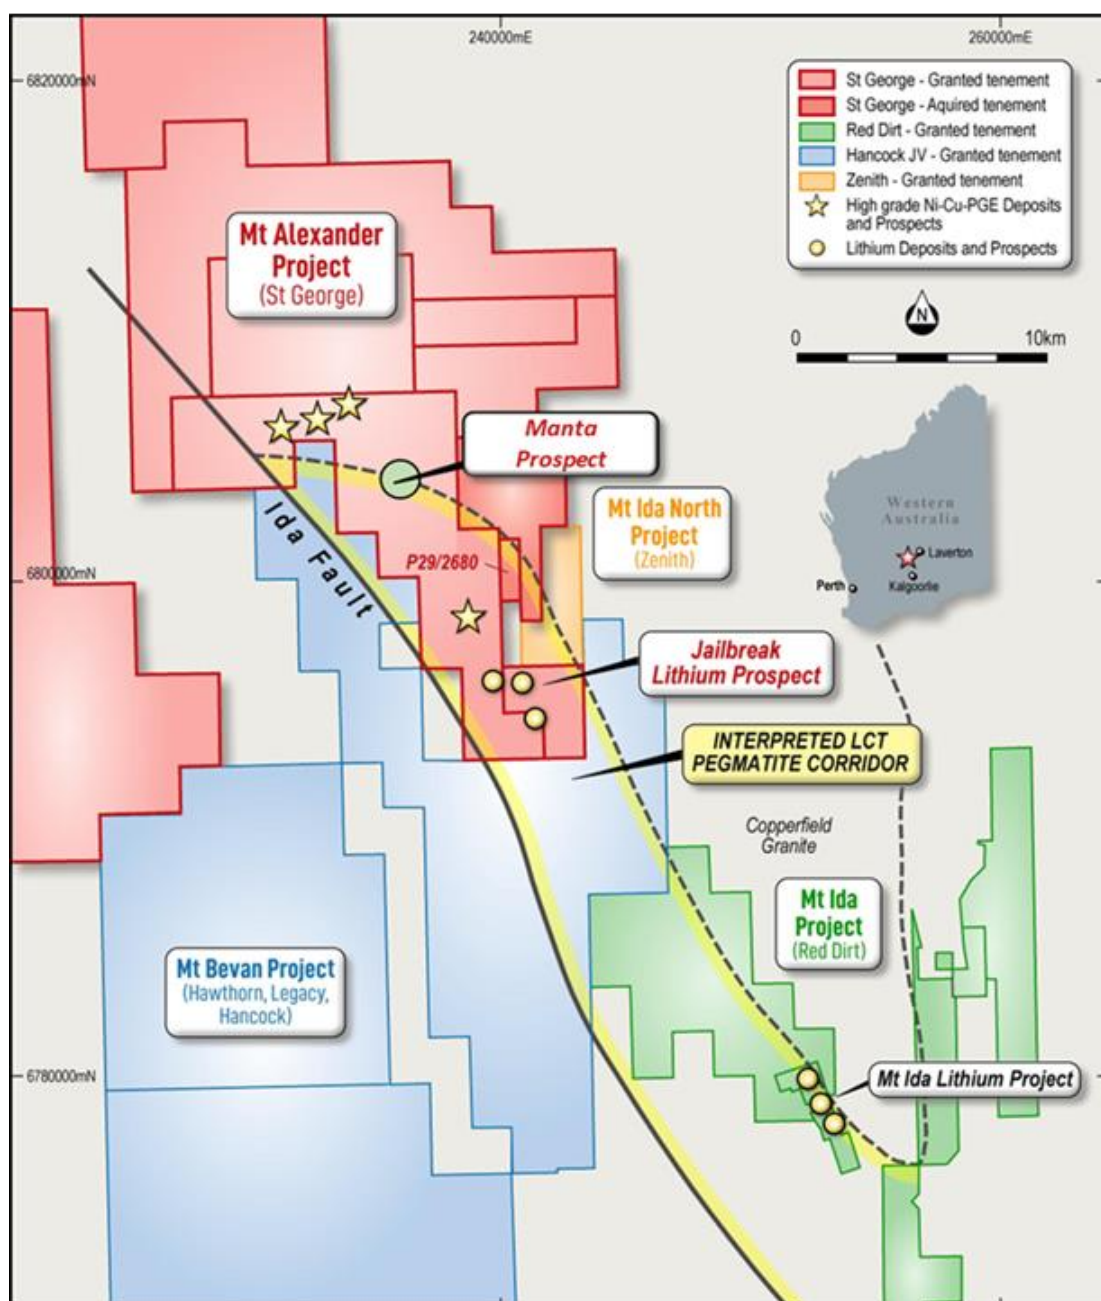 240000mE
260000mE
6820000mN
St George - Granted tenement
St George - Aquired tenement
Red Dirt - Granted tenement
Hancock JV - Granted tenement
Zenith - Granted tenement
High grade Ni-Cu-PGE Deposits
and Prospects
Lithium Deposits and Prospects
Mt Alexander
Project
(St George)
N
0
10km
Manta
Prospect
Mt Ida North
Project
(Zenith)
Western
Australia
Laverton
Kalgoorlie
Perth
Ida Fault
P29/2680
6800000mN
Jailbreak
Lithium Prospect
INTERPRETED LCT
PEGMATITE CORRIDOR
Copperfield
Granite
Mt Ida
Project
(Red Dirt)
Mt Bevan Project
(Hawthorn, Legacy,
Hancock)
6780000mN
Mt Ida Lithium Project